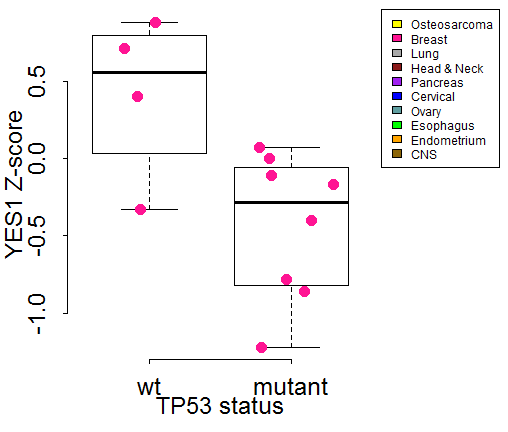 YES1 Z-score
0.5
0.0
-0.5
-1.0
wt
mutant
TP53 status
Osteosarcoma
Breast
Lung
Head & Neck
Pancreas
Cervical
Ovary
Esophagus
Endometrium
CNS